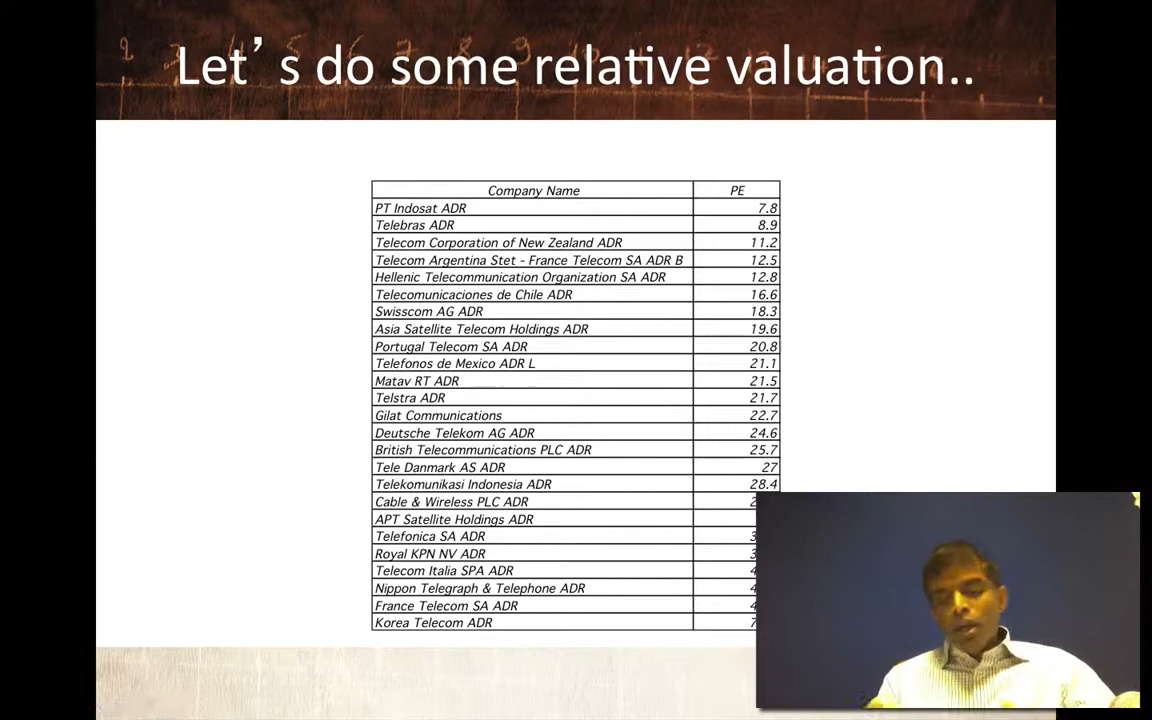 Let’s do some relative valuation..
Company Name PE
PT Indosat ADR 7.8
Telebras ADR 8.9
Telecom Corporation of New Zealand ADR 11.2
Telecom Argentina Stet - France Telecom SA ADR B 12.5
Hellenic Telecommunication Organization SA ADR 12.8
Telecomunicaciones de Chile ADR 16.6
Swisscom AG ADR 18.3
Asia Satellite Telecom Holdings ADR 19.6
Portugal Telecom SA ADR 20.8
Telefonos de Mexico ADR L 21.1
Matav RT ADR 21.5
Telstra ADR 21.7
Gilat Communications 22.7
Deutsche Telekom AG ADR 24.6
British Telecommunications PLC ADR 25.7
Tele Danmark AS ADR 27
Telekomunikasi Indonesia ADR 28.4
Cable & Wireless PLC ADR
APT Satellite Holdings ADR
Telefonica SA ADR
Royal KPN NV ADR
Telecom Italia SPA ADR
Nippon Telegraph & Telephone ADR
France Telecom SA ADR
Korea Telecom ADR